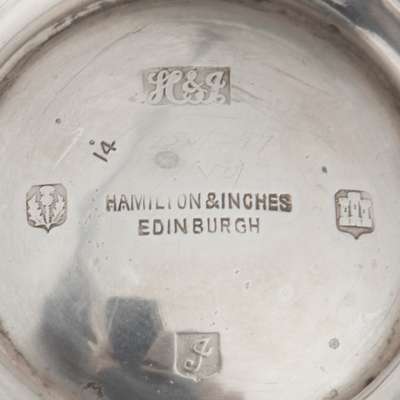 H&I
14
HAMILTON & INCHES
EDINBURGH